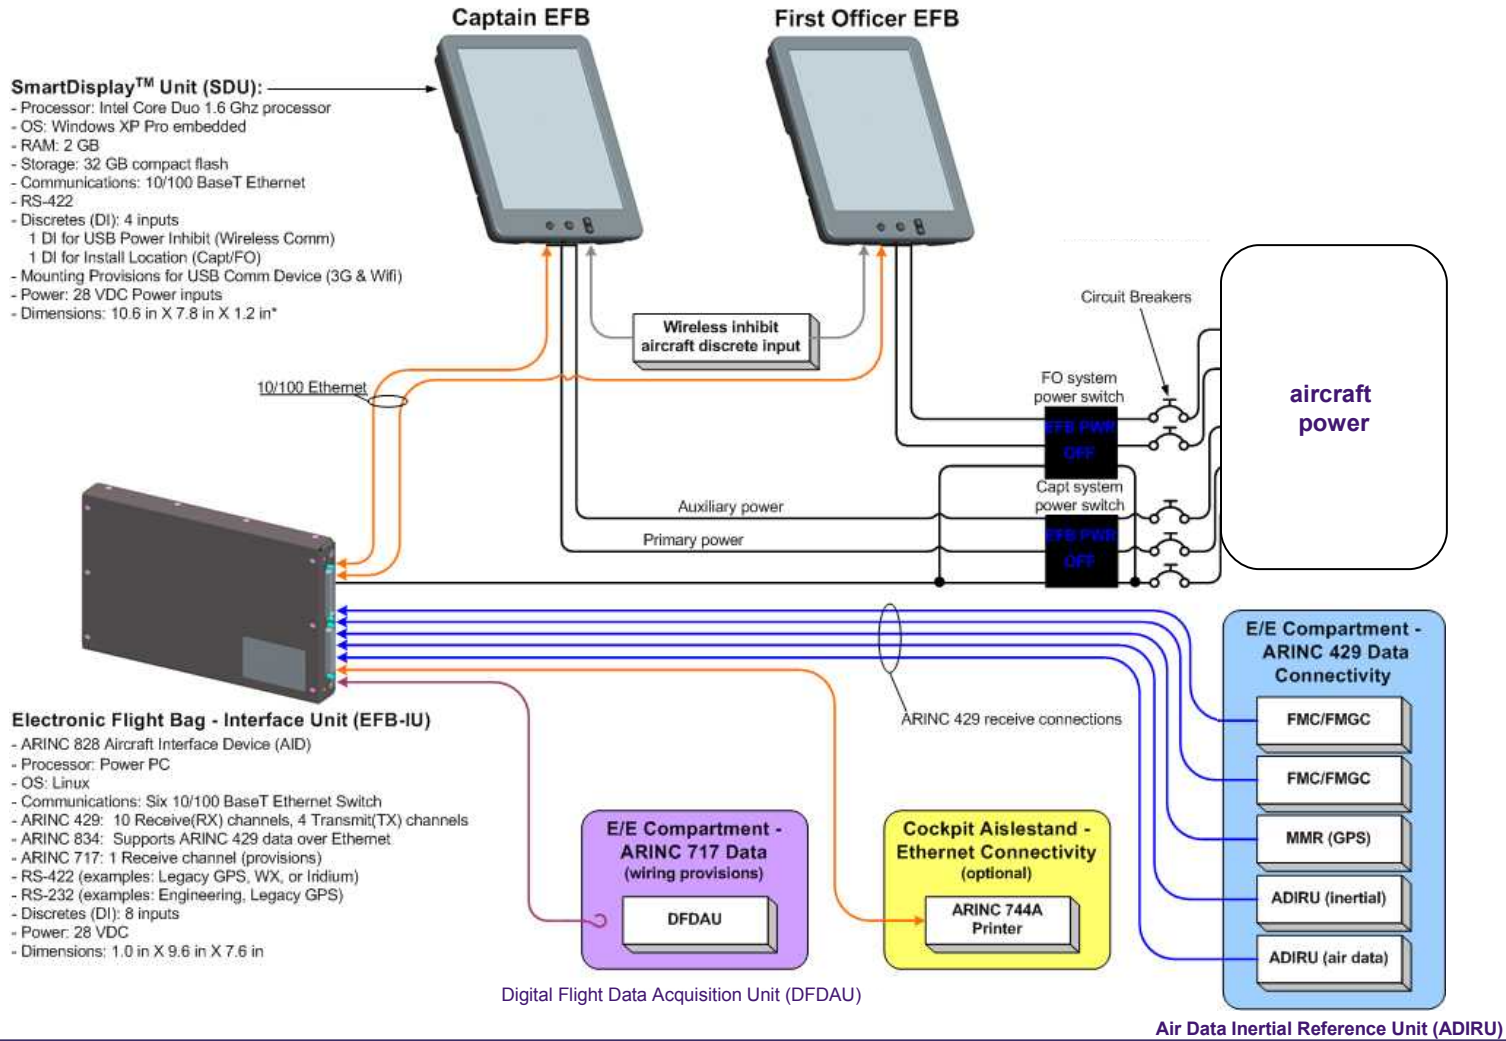 Captain EFB
First Officer EFB
SmartDisplay™ Unit (SDU):
- Processor: Intel Core Duo 1.6 Ghz processor
- OS: Windows XP Pro embedded
- RAM: 2 GB
- Storage: 32 GB compact flash
- Communications: 10/100 BaseT Ethernet
- RS-422
- Discretes (DI): 4 inputs
1 DI for USB Power Inhibit (Wireless Comm)
1 DI for Install Location (Capt/FO)
- Mounting Provisions for USB Comm Device (3G & Wifi)
- Power: 28 VDC Power inputs
- Dimensions: 10.6 in X 7.8 in X 1.2 in*
Wireless inhibit
aircraft discrete input
10/100 Ethernet
Circuit Breakers
FO system
power switch
EFB PWR
OFF
aircraft
power
Capt system
power switch
EFB PWR
OFF
Auxiliary power
Primary power
ARINC 429 receive connections
Electronic Flight Bag - Interface Unit (EFB-IU)
- ARINC 828 Aircraft Interface Device (AID)
- Processor: Power PC
- OS: Linux
- Communications: Six 10/100 BaseT Ethernet Switch
- ARINC 429: 10 Receive(RX) channels, 4 Transmit(TX) channels
- ARINC 834: Supports ARINC 429 data over Ethernet
- ARINC 717: 1 Receive channel (provisions)
- RS-422 (examples: Legacy GPS, WX, or Iridium)
- RS-232 (examples: Engineering, Legacy GPS)
- Discretes (DI): 8 inputs
- Power: 28 VDC
- Dimensions: 1.0 in X 9.6 in X 7.6 in
E/E Compartment -
ARINC 717 Data
(wiring provisions)
DFDAU
Digital Flight Data Acquisition Unit (DFDAU)
Cockpit Aislestand -
Ethernet Connectivity
(optional)
ARINC 744A
Printer
E/E Compartment -
ARINC 429 Data
Connectivity
FMC/FMGC
FMC/FMGC
MMR (GPS)
ADIRU (inertial)
ADIRU (air data)
Air Data Inertial Reference Unit (ADIRU)